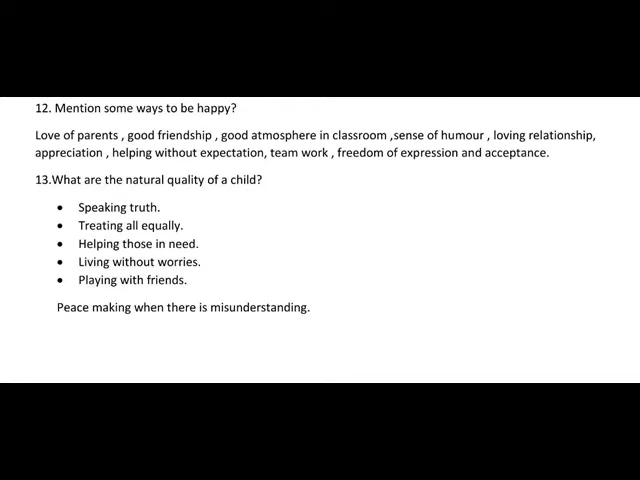 12. Mention some ways to be happy?
Love of parents , good friendship , good atmosphere in classroom ,sense of humour , loving relationship,
appreciation , helping without expectation, team work , freedom of expression and acceptance.
13.What are the natural quality of a child?
• Speaking truth.
• Treating all equally.
• Helping those in need.
• Living without worries.
• Playing with friends.
Peace making when there is misunderstanding.